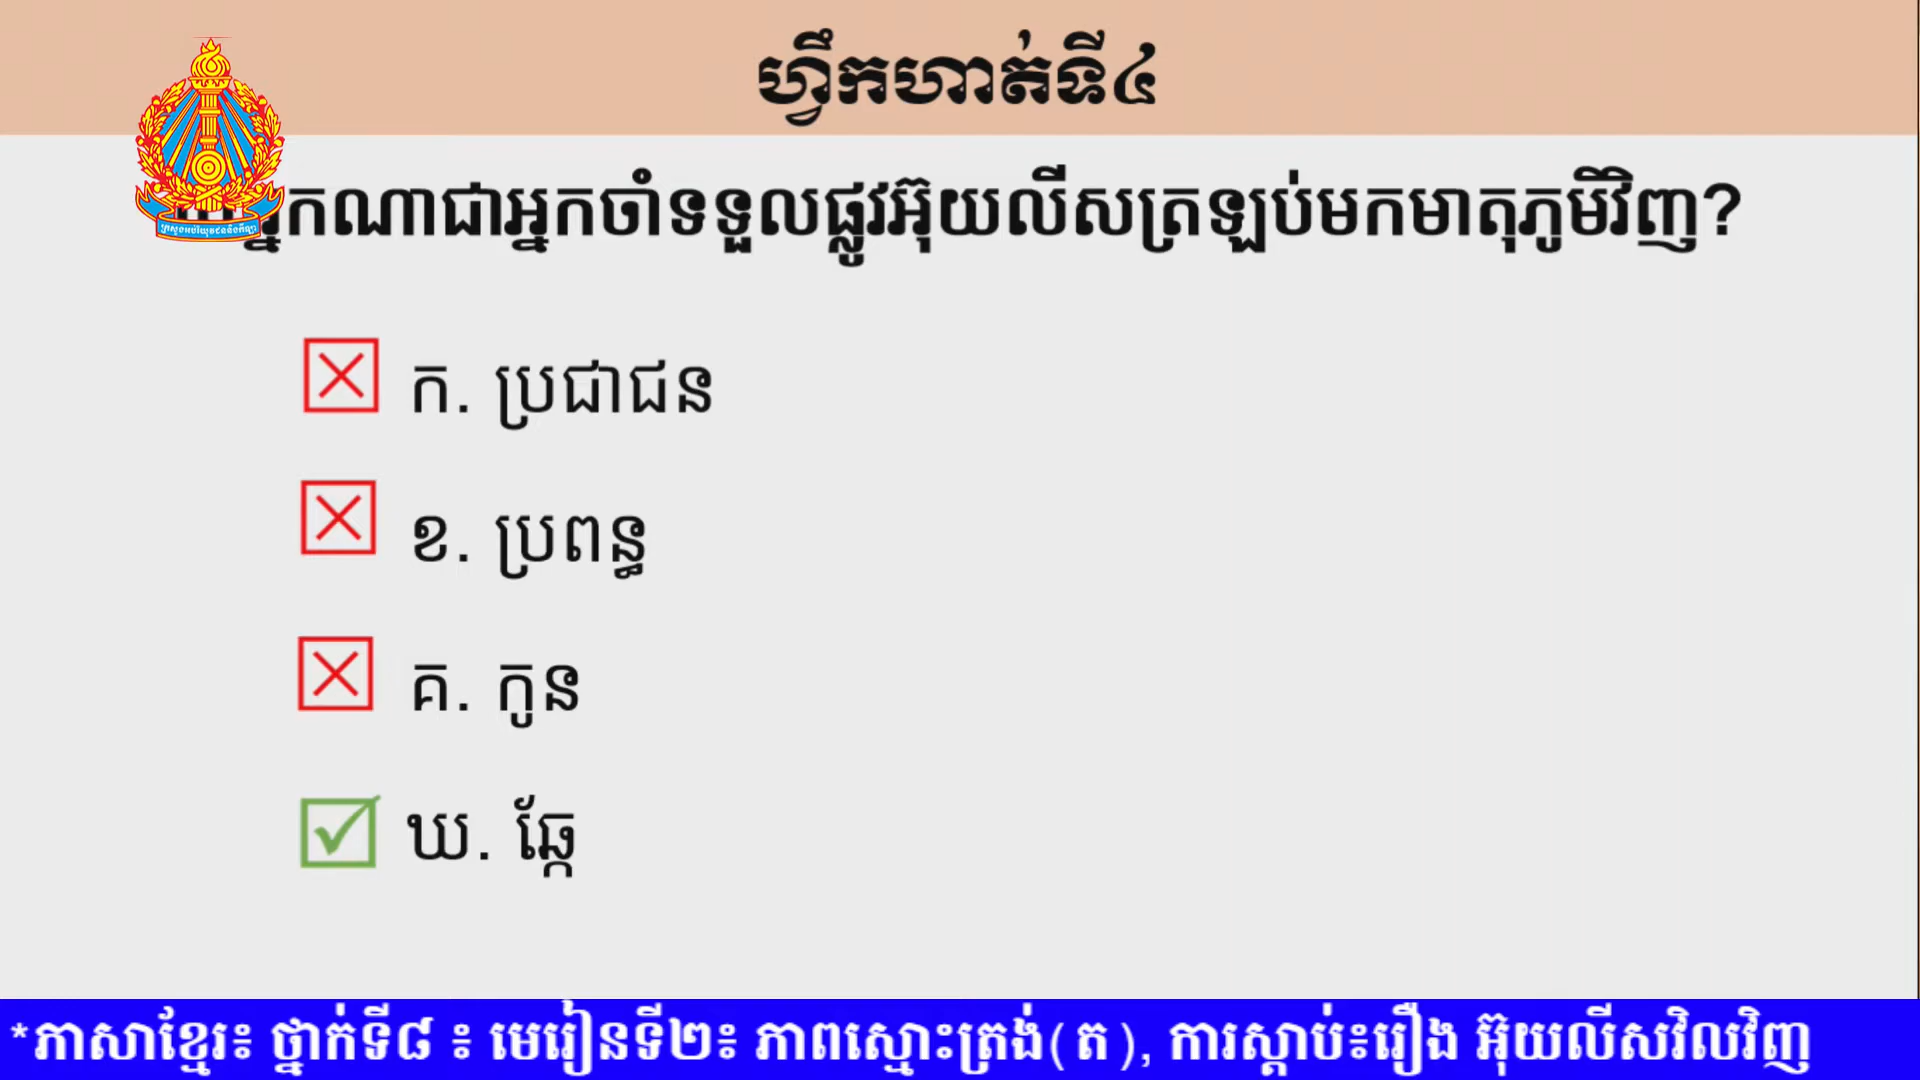 ហ្វឹកហាត់ទី៤
អ្នកណាជាអ្នកចាំទទួលផ្លូវអ៊ុយលីសត្រឡប់មកមាតុភូមិវិញ?
ក. ប្រជាជន
ខ. ប្រពន្ធ
គ. កូន
ឃ. ឆ្កែ
*ភាសាខ្មែរ៖ ថ្នាក់ទី៨ ៖ មេរៀនទី២៖ ភាពស្មោះត្រង់(ត), ការស្តាប់៖រឿង អ៊ុយលីសវិលវិញ